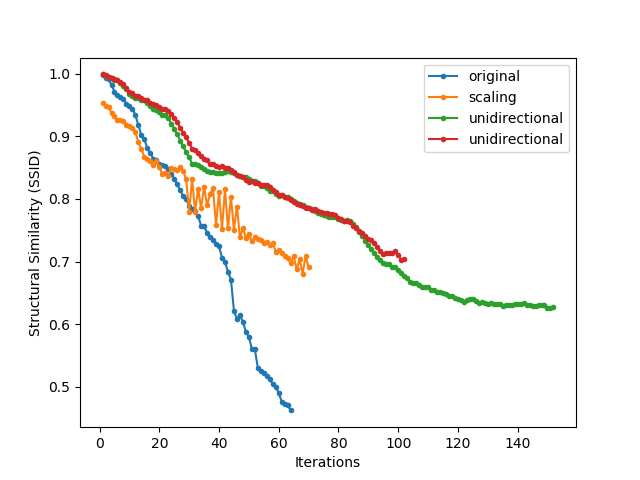 original
scaling
unidirectional
unidirectional
1.0
0.9
0.8
0.7
0.6
0.5
Structural Similarity (SSID)
0 20 40 60 80 100 120 140
Iterations